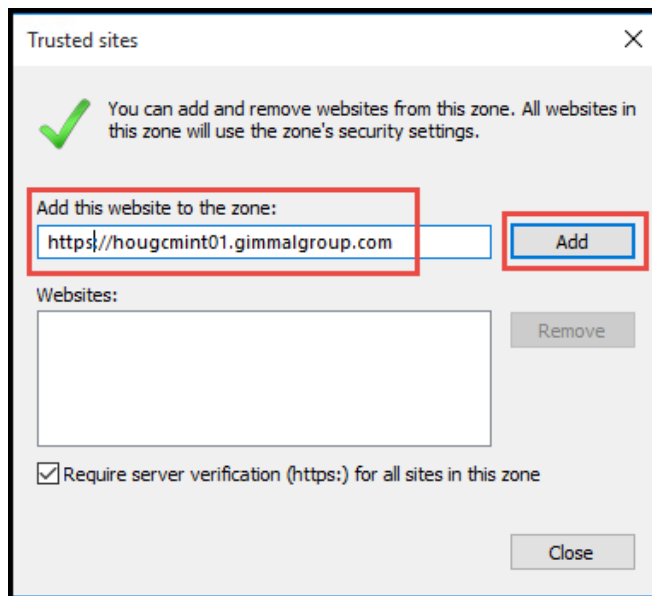 Trusted sites
You can add and remove websites from this zone. All websites in
this zone will use the zone's security settings.
Add this website to the zone:
https://hougcmint01.gimmalgroup.com
Add
Websites:
Remove
Require server verification (https:) for all sites in this zone
Close